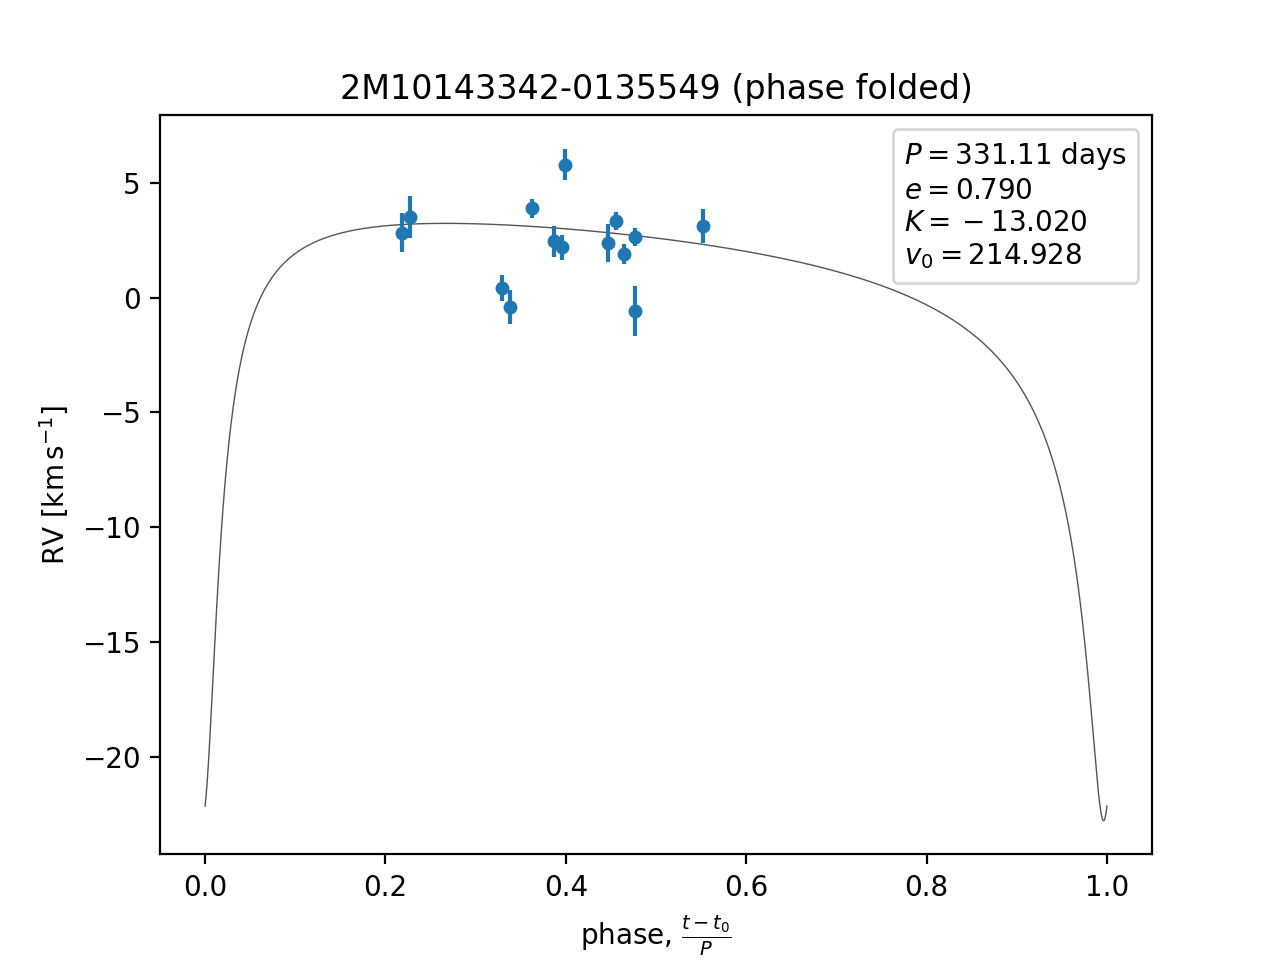 2M10143342-0135549 (phase folded)
P = 331.11 days
e = 0.790
K = −13.020
v₀ = 214.928
5
0
−5
−10
−15
−20
RV [km s⁻¹]
0.0 0.2 0.4 0.6 0.8 1.0
phase, (t − t₀)/P